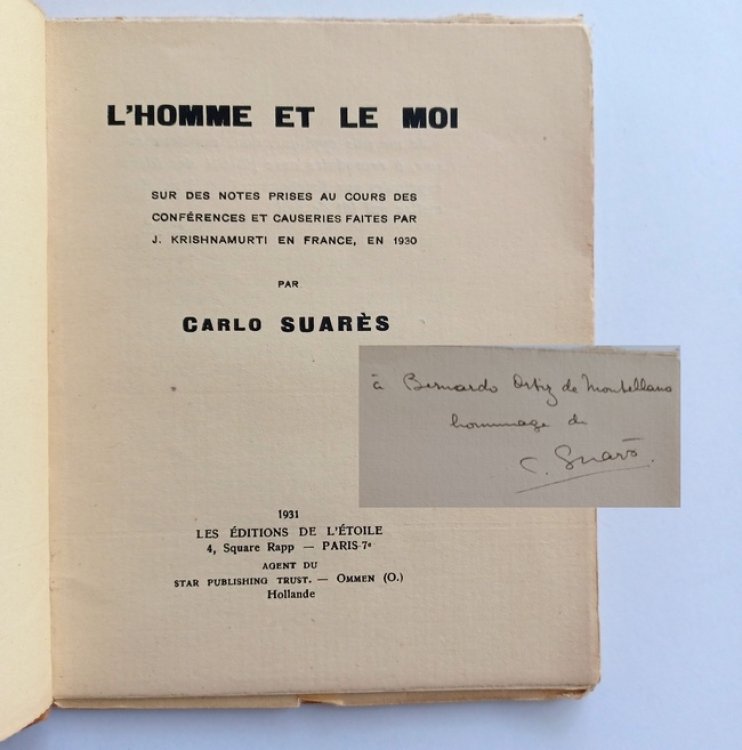 L'HOMME ET LE MOI
SUR DES NOTES PRISES AU COURS DES
CONFÉRENCES ET CAUSERIES FAITES PAR
J. KRISHNAMURTI EN FRANCE, EN 1930
PAR
CARLO SUARÈS
à Bernardo Ortiz de Montellano
hommage de
C. Suarès.
1931
LES ÉDITIONS DE L'ÉTOILE
4, Square Rapp — PARIS-7e
AGENT DU
STAR PUBLISHING TRUST. — OMMEN (O.)
Hollande